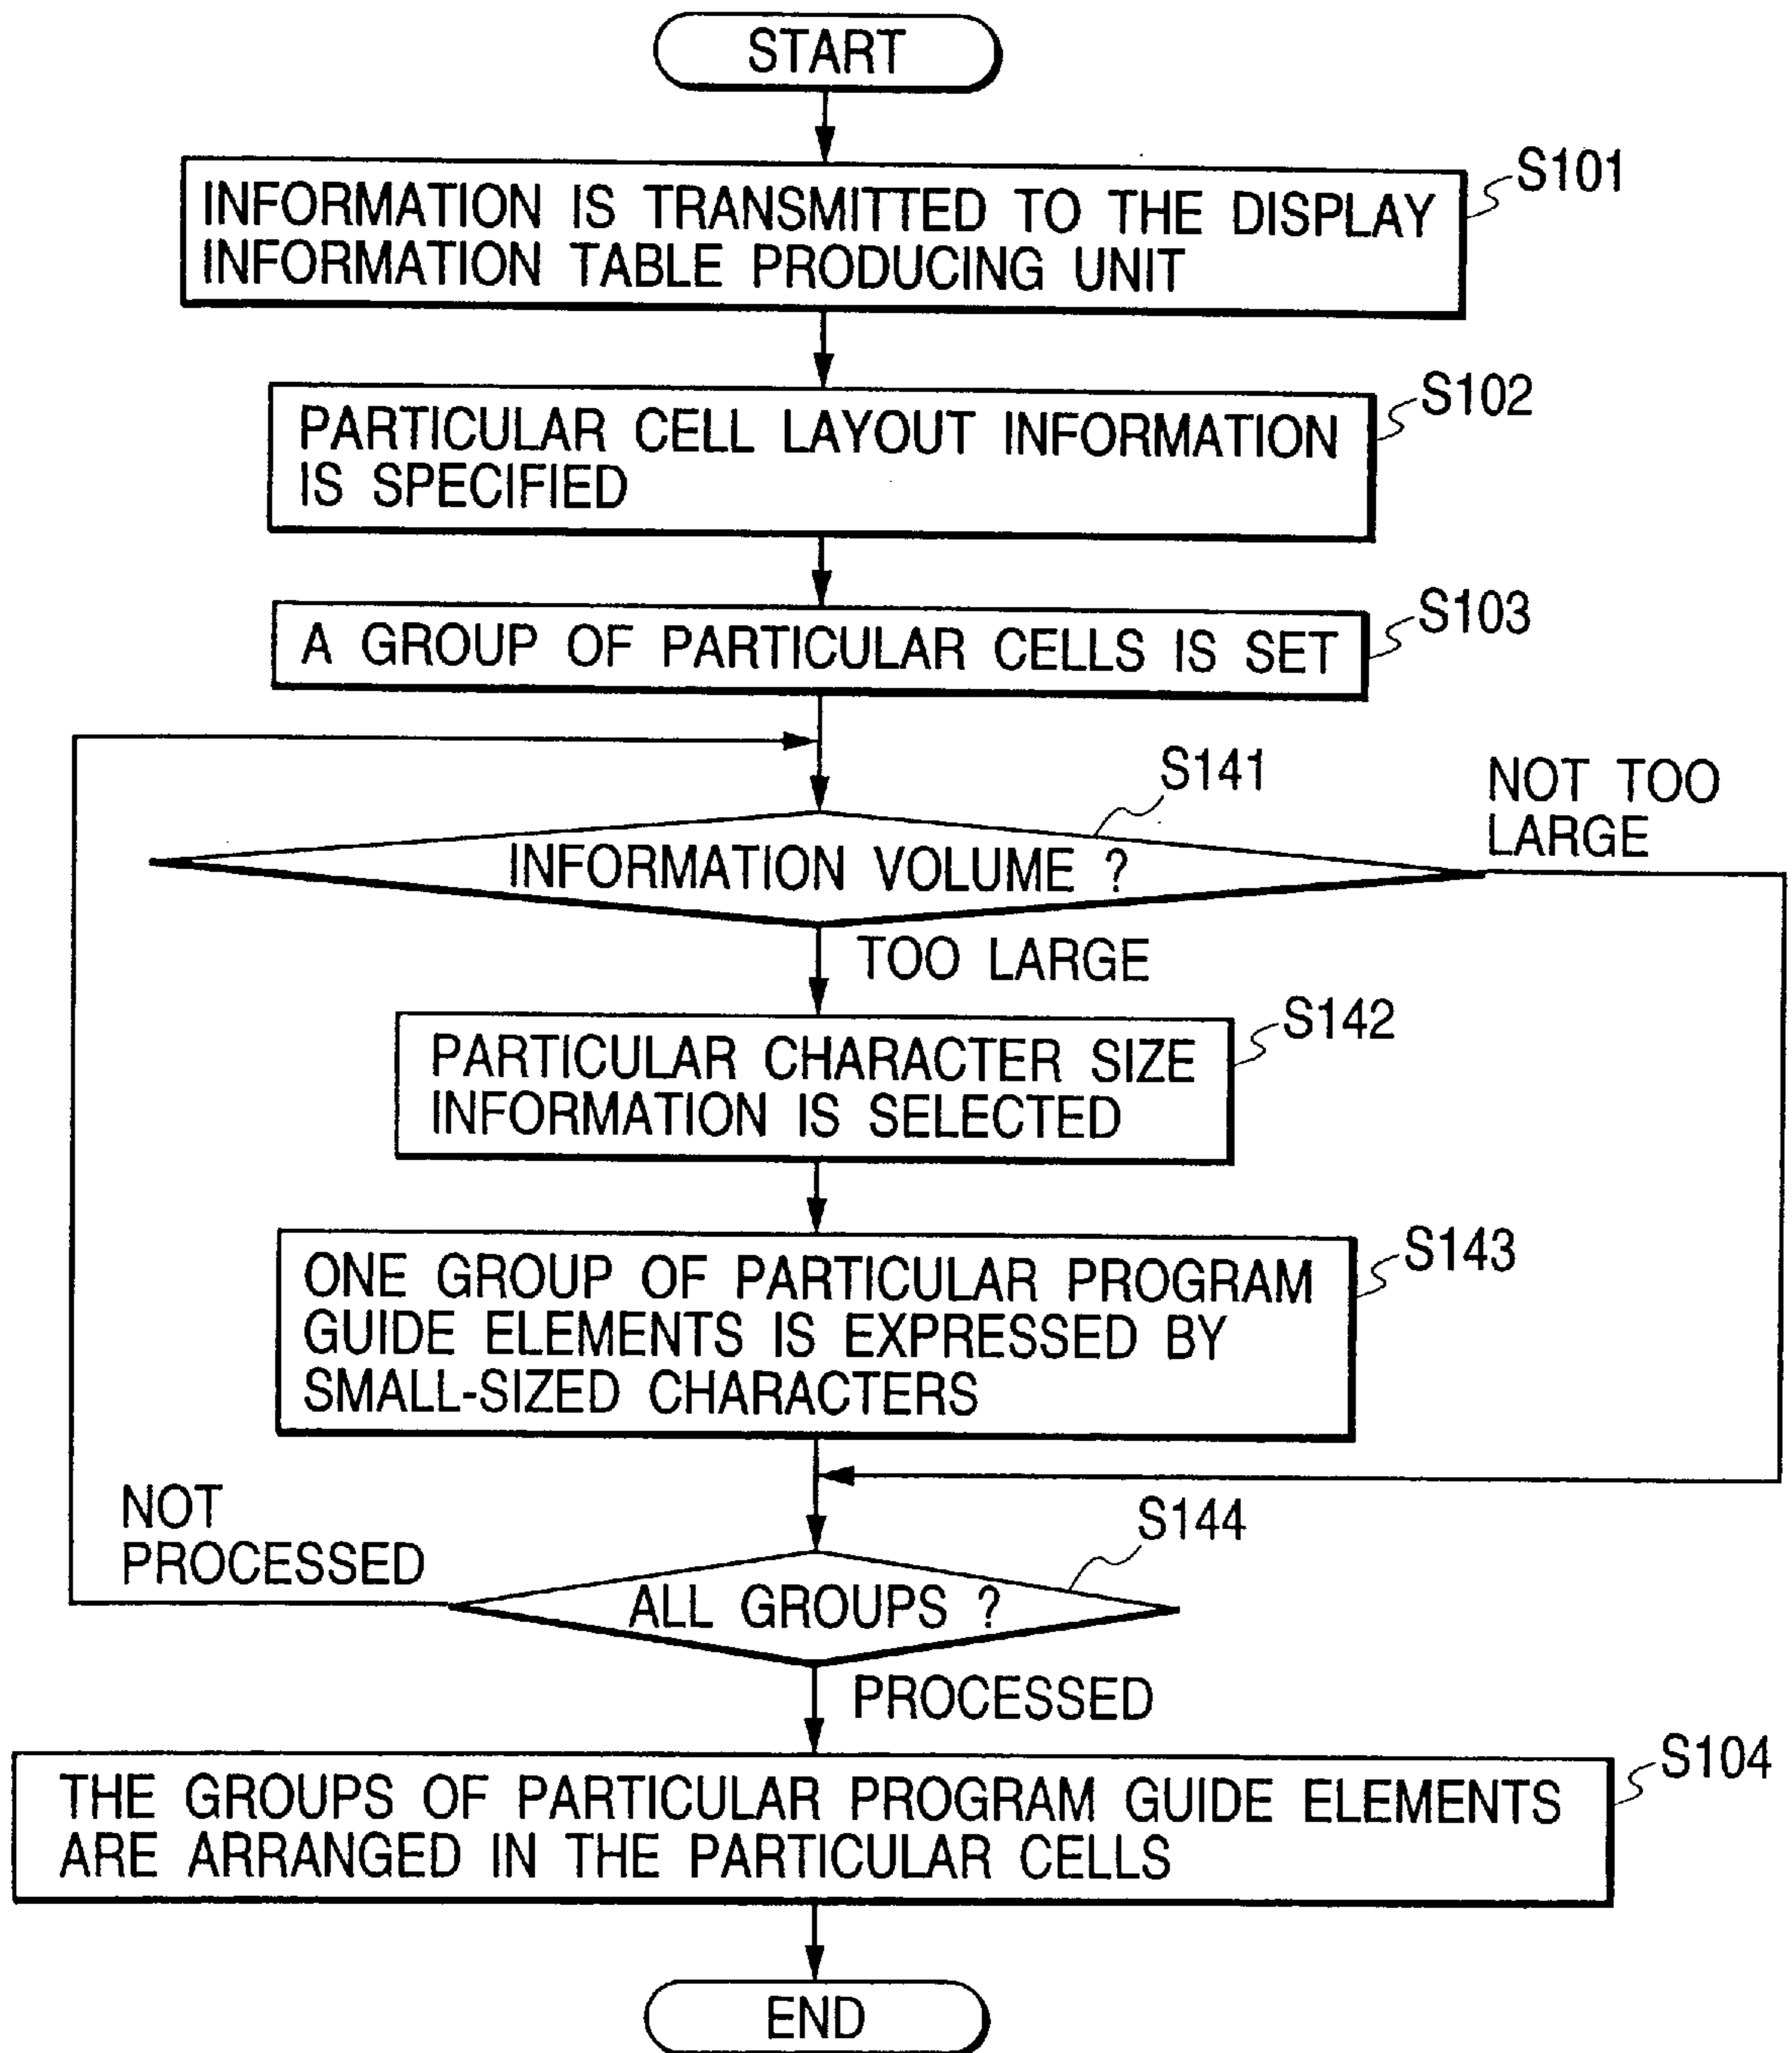 START
S101
INFORMATION IS TRANSMITTED TO THE DISPLAY
INFORMATION TABLE PRODUCING UNIT
S102
PARTICULAR CELL LAYOUT INFORMATION
IS SPECIFIED
S103
A GROUP OF PARTICULAR CELLS IS SET
S141
NOT TOO
LARGE
INFORMATION VOLUME ?
TOO LARGE
S142
PARTICULAR CHARACTER SIZE
INFORMATION IS SELECTED
S143
ONE GROUP OF PARTICULAR PROGRAM
GUIDE ELEMENTS IS EXPRESSED BY
SMALL-SIZED CHARACTERS
NOT
PROCESSED
S144
ALL GROUPS ?
PROCESSED
S104
THE GROUPS OF PARTICULAR PROGRAM GUIDE ELEMENTS
ARE ARRANGED IN THE PARTICULAR CELLS
END